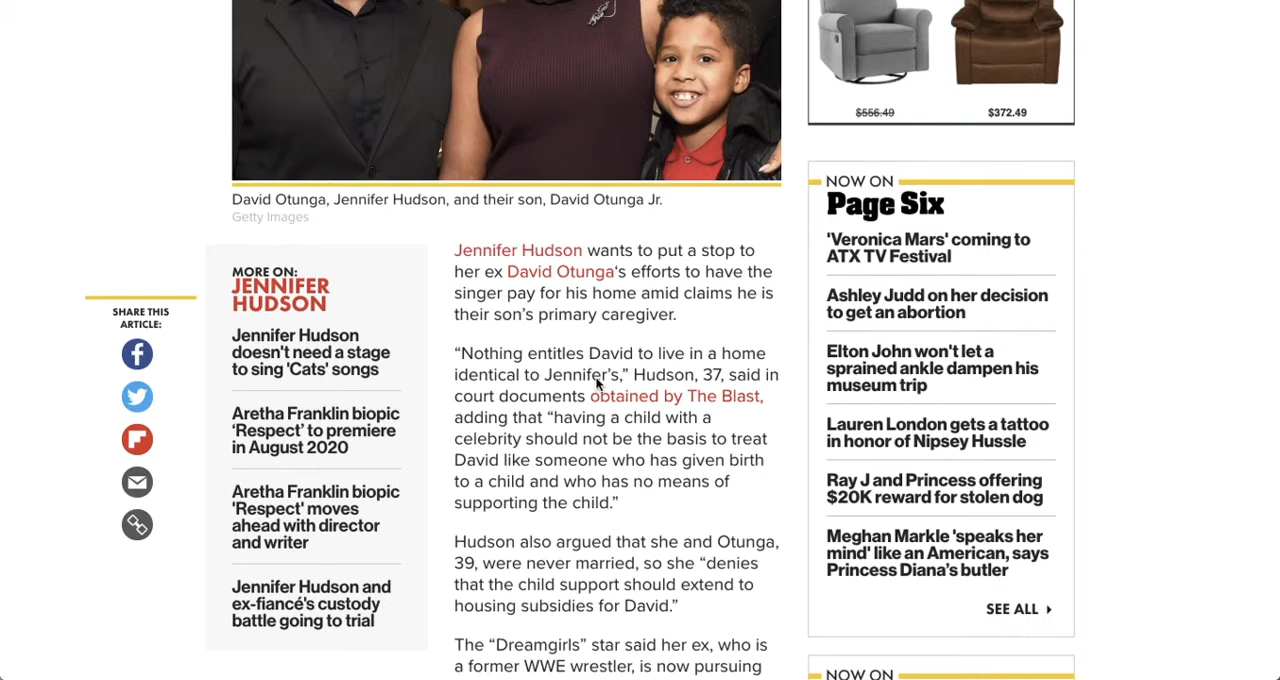 David Otunga, Jennifer Hudson, and their son, David Otunga Jr.
Getty Images
SHARE THIS
ARTICLE:
MORE ON:
JENNIFER
HUDSON
Jennifer Hudson
doesn't need a stage
to sing 'Cats' songs
Aretha Franklin biopic
‘Respect’ to premiere
in August 2020
Aretha Franklin biopic
'Respect' moves
ahead with director
and writer
Jennifer Hudson and
ex-fiancé's custody
battle going to trial
Jennifer Hudson wants to put a stop to
her ex David Otunga‘s efforts to have the
singer pay for his home amid claims he is
their son’s primary caregiver.
“Nothing entitles David to live in a home
identical to Jennifer’s,” Hudson, 37, said in
court documents obtained by The Blast,
adding that “having a child with a
celebrity should not be the basis to treat
David like someone who has given birth
to a child and who has no means of
supporting the child.”
Hudson also argued that she and Otunga,
39, were never married, so she “denies
that the child support should extend to
housing subsidies for David.”
The “Dreamgirls” star said her ex, who is
a former WWE wrestler, is now pursuing
$556.49
$372.49
NOW ON
Page Six
'Veronica Mars' coming to
ATX TV Festival
Ashley Judd on her decision
to get an abortion
Elton John won't let a
sprained ankle dampen his
museum trip
Lauren London gets a tattoo
in honor of Nipsey Hussle
Ray J and Princess offering
$20K reward for stolen dog
Meghan Markle 'speaks her
mind' like an American, says
Princess Diana’s butler
SEE ALL
NOW ON